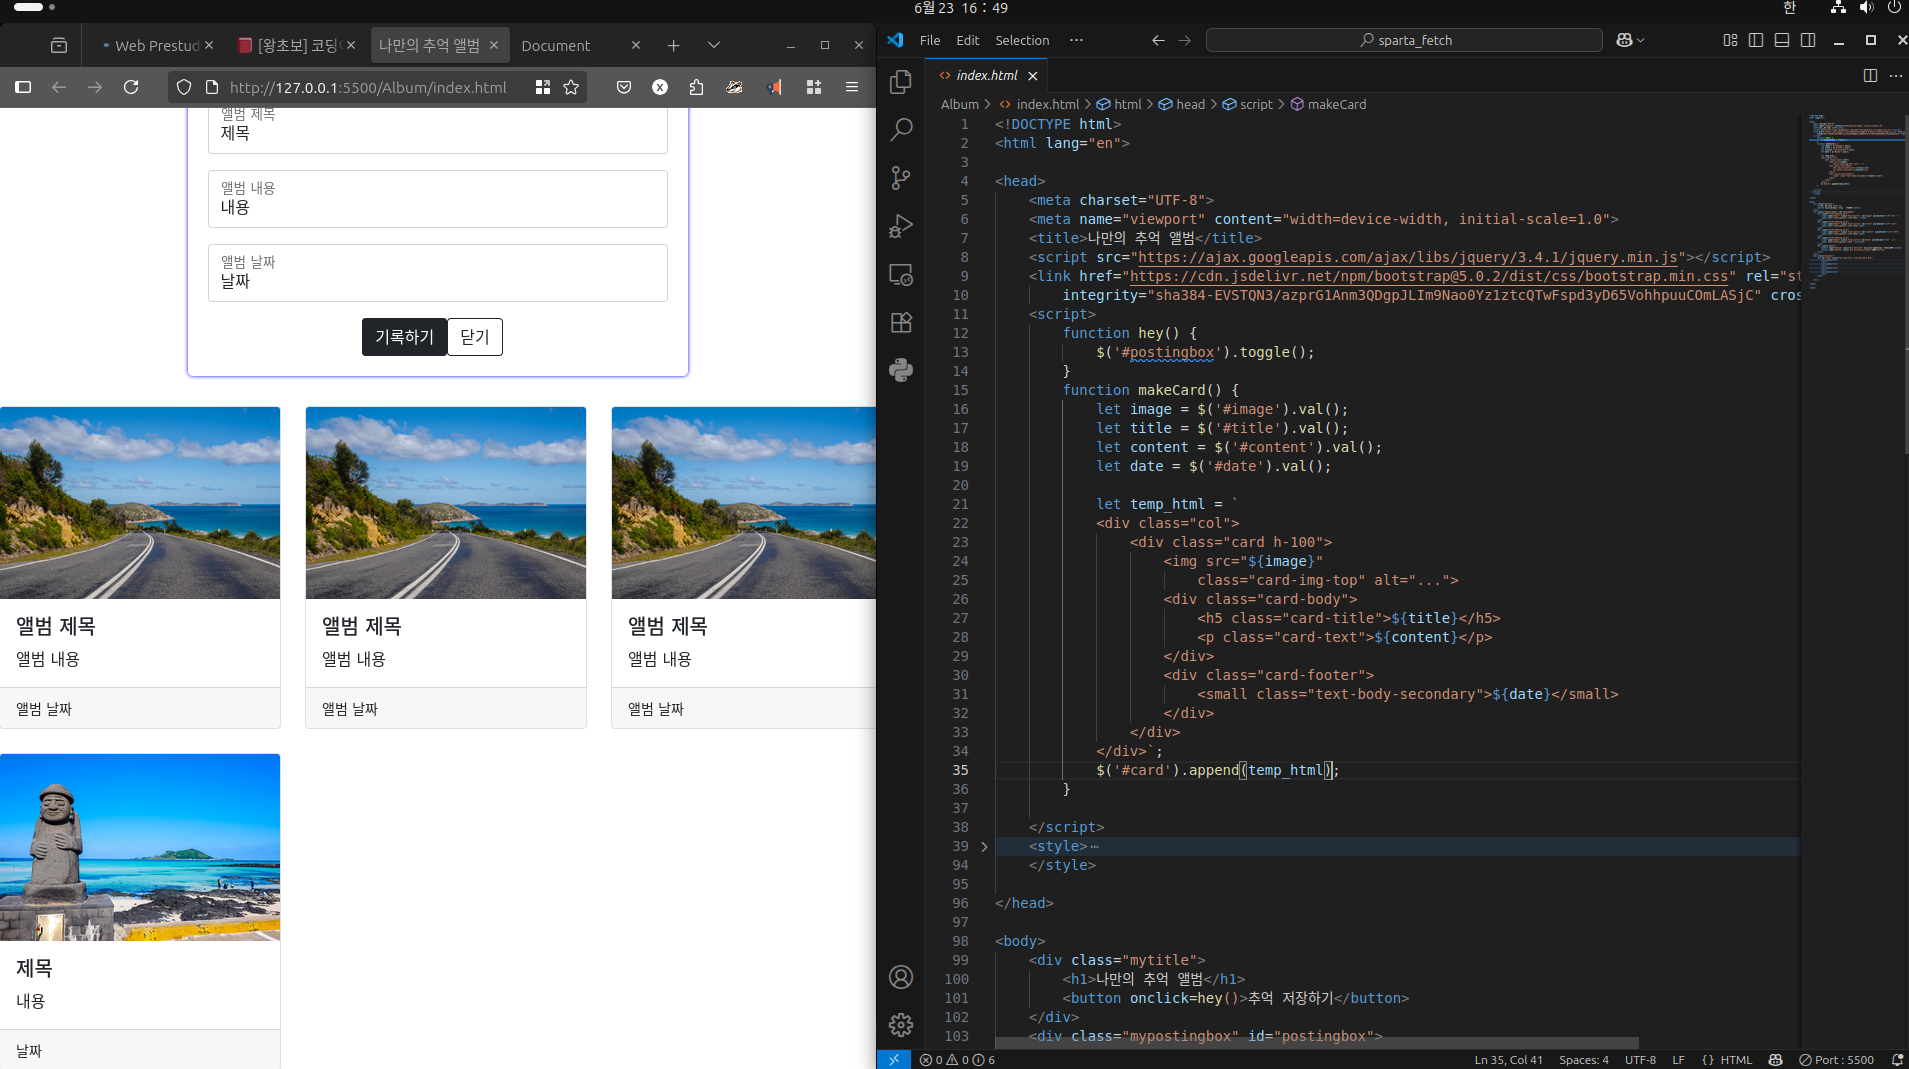 6월 23 16 : 49
한
Web Prestud
[왕초보] 코딩
나만의 추억 앨범
Document
http://127.0.0.1:5500/Album/index.html
앨범 제목
제목
앨범 내용
내용
앨범 날짜
날짜
기록하기
닫기
앨범 제목
앨범 내용
앨범 날짜
앨범 제목
앨범 내용
앨범 날짜
앨범 제목
앨범 내용
앨범 날짜
제목
내용
날짜
File Edit Selection ···
sparta_fetch
index.html
Album > index.html > html > head > script > makeCard
1 <!DOCTYPE html>
2 <html lang="en">
3
4 <head>
5 <meta charset="UTF-8">
6 <meta name="viewport" content="width=device-width, initial-scale=1.0">
7 <title>나만의 추억 앨범</title>
8 <script src="https://ajax.googleapis.com/ajax/libs/jquery/3.4.1/jquery.min.js"></script>
9 <link href="https://cdn.jsdelivr.net/npm/bootstrap@5.0.2/dist/css/bootstrap.min.css" rel="st
10 integrity="sha384-EVSTQN3/azprG1Anm3QDgpJLIm9Nao0Yz1ztcQTwFspd3yD65VohhpuuCOmLASjC" cros
11 <script>
12 function hey() {
13 $('#postingbox').toggle();
14 }
15 function makeCard() {
16 let image = $('#image').val();
17 let title = $('#title').val();
18 let content = $('#content').val();
19 let date = $('#date').val();
20
21 let temp_html = `
22 <div class="col">
23 <div class="card h-100">
24 <img src="${image}"
25 class="card-img-top" alt="...">
26 <div class="card-body">
27 <h5 class="card-title">${title}</h5>
28 <p class="card-text">${content}</p>
29 </div>
30 <div class="card-footer">
31 <small class="text-body-secondary">${date}</small>
32 </div>
33 </div>
34 </div>`;
35 $('#card').append(temp_html);
36 }
37
38 </script>
39 <style>···
94 </style>
95
96 </head>
97
98 <body>
99 <div class="mytitle">
100 <h1>나만의 추억 앨범</h1>
101 <button onclick=hey()>추억 저장하기</button>
102 </div>
103 <div class="mypostingbox" id="postingbox">
0 0 6
Ln 35, Col 41 Spaces: 4 UTF-8 LF { } HTML Port : 5500